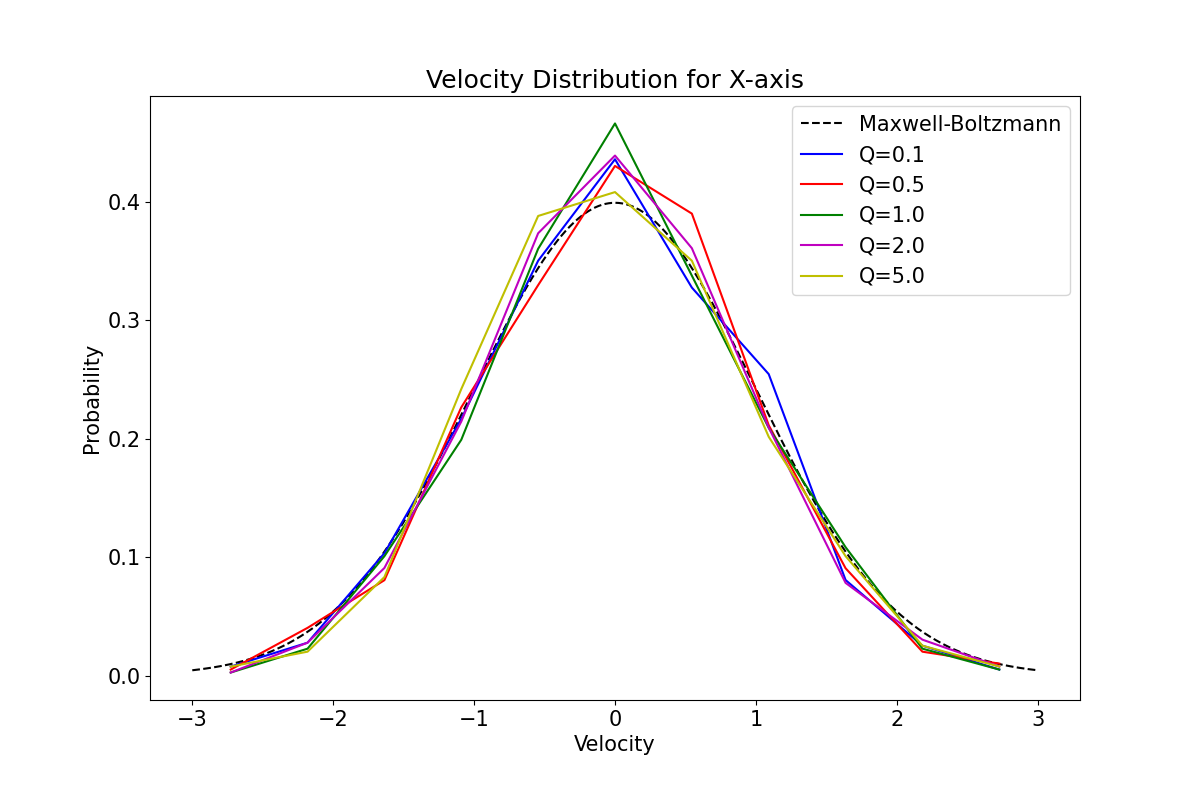 Velocity Distribution for X-axis
Maxwell-Boltzmann
Q=0.1
Q=0.5
Q=1.0
Q=2.0
Q=5.0
Probability
0.4
0.3
0.2
0.1
0.0
−3 −2 −1 0 1 2 3
Velocity